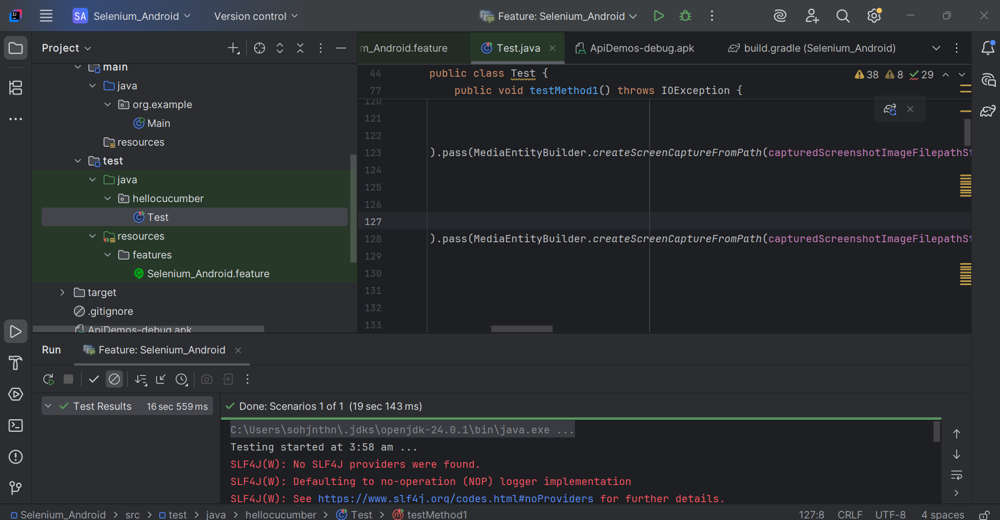 SA Selenium_Android
Version control
Feature: Selenium_Android
Project
main
java
org.example
Main
resources
test
java
hellocucumber
Test
resources
features
Selenium_Android.feature
target
.gitignore
ApiDemos-debug.apk
m_Android.feature
Test.java
ApiDemos-debug.apk
build.gradle (Selenium_Android)
44 public class Test {
38 8 29
77 public void testMethod1() throws IOException {
120
121
122
123 ).pass(MediaEntityBuilder.createScreenCaptureFromPath(capturedScreenshotImageFilepathSt
124
125
126
127
128 ).pass(MediaEntityBuilder.createScreenCaptureFromPath(capturedScreenshotImageFilepathSt
129
130
131
132
133
Run
Feature: Selenium_Android
Test Results 16 sec 559 ms
Done: Scenarios 1 of 1 (19 sec 143 ms)
C:\Users\sohjnthn\.jdks\openjdk-24.0.1\bin\java.exe ...
Testing started at 3:58 am ...
SLF4J(W): No SLF4J providers were found.
SLF4J(W): Defaulting to no-operation (NOP) logger implementation
SLF4J(W): See https://www.slf4j.org/codes.html#noProviders for further details.
Selenium_Android > src > test > java > hellocucumber > Test > testMethod1
127:8 CRLF UTF-8 4 spaces